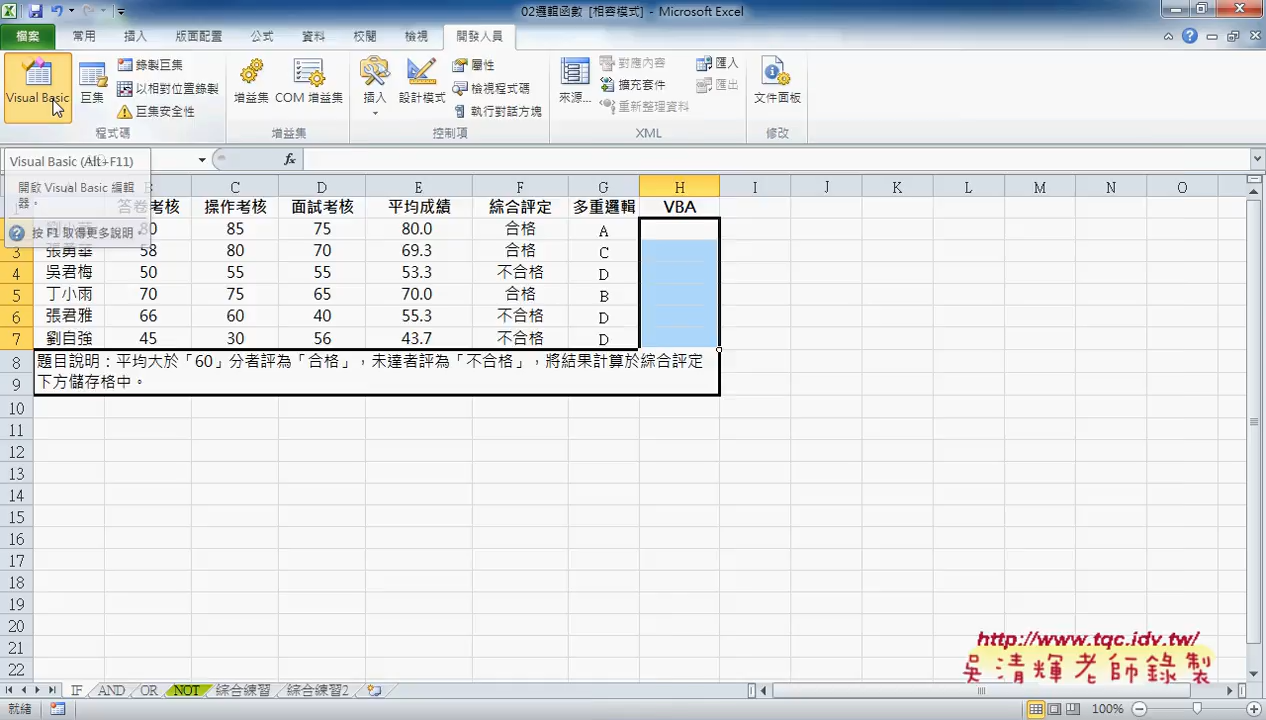 02邏輯函數 [相容模式] - Microsoft Excel
檔案 常用 插入 版面配置 公式 資料 校閱 檢視 開發人員
Visual Basic 巨集 錄製巨集 以相對位置錄製 巨集安全性 程式碼
增益集 COM 增益集 增益集
插入 設計模式 屬性 檢視程式碼 執行對話方塊 控制項
來源... 對應內容 擴充套件 重新整理資料 匯入 匯出 XML
文件面板 修改
Visual Basic (Alt+F11)
開啟 Visual Basic 編輯
器。
按 F1 取得更多說明。
fx
C D E F G H I J K L M N O
答卷考核 操作考核 面試考核 平均成績 綜合評定 多重邏輯 VBA
80 85 75 80.0 合格 A
3 張勇華 58 80 70 69.3 合格 C
4 吳君梅 50 55 55 53.3 不合格 D
5 丁小雨 70 75 65 70.0 合格 B
6 張君雅 66 60 40 55.3 不合格 D
7 劉自強 45 30 56 43.7 不合格 D
8 題目說明：平均大於「60」分者評為「合格」，未達者評為「不合格」，將結果計算於綜合評定
9 下方儲存格中。
10
11
12
13
14
15
16
17
18
19
20
21
22
http://www.tqc.idv.tw/
吳清輝老師錄製
IF AND OR NOT 綜合練習 綜合練習2
就緒 100%